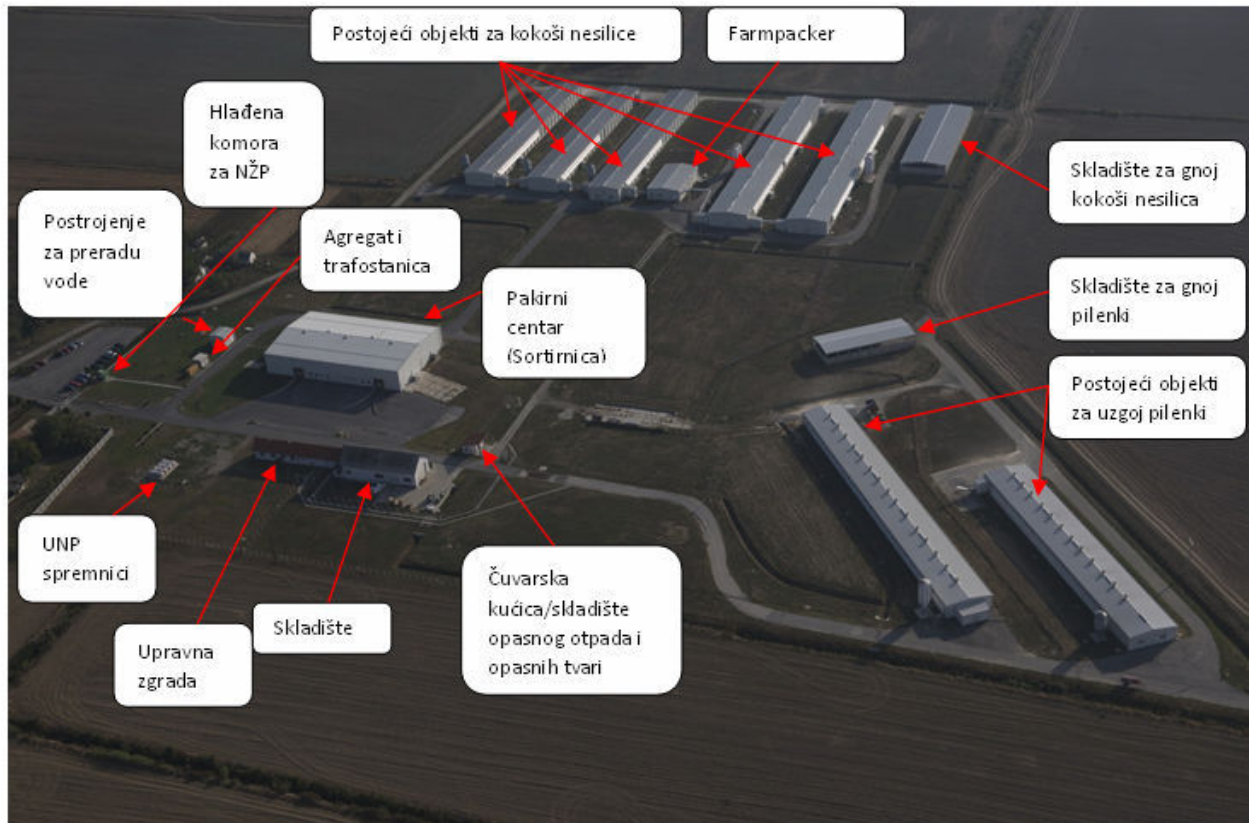 Postojeći objekti za kokoši nesilice
Farmpacker
Hlađena
komora
za NŽP
Skladište za gnoj
kokoši nesilica
Postrojenje
za preradu
vode
Agregat i
trafostanica
Pakirni
centar
(Sortirnica)
Skladište za gnoj
pilenki
Postojeći objekti
za uzgoj pilenki
UNP
spremnici
Upravna
zgrada
Skladište
Čuvarska
kućica/skladište
opasnog otpada i
opasnih tvari